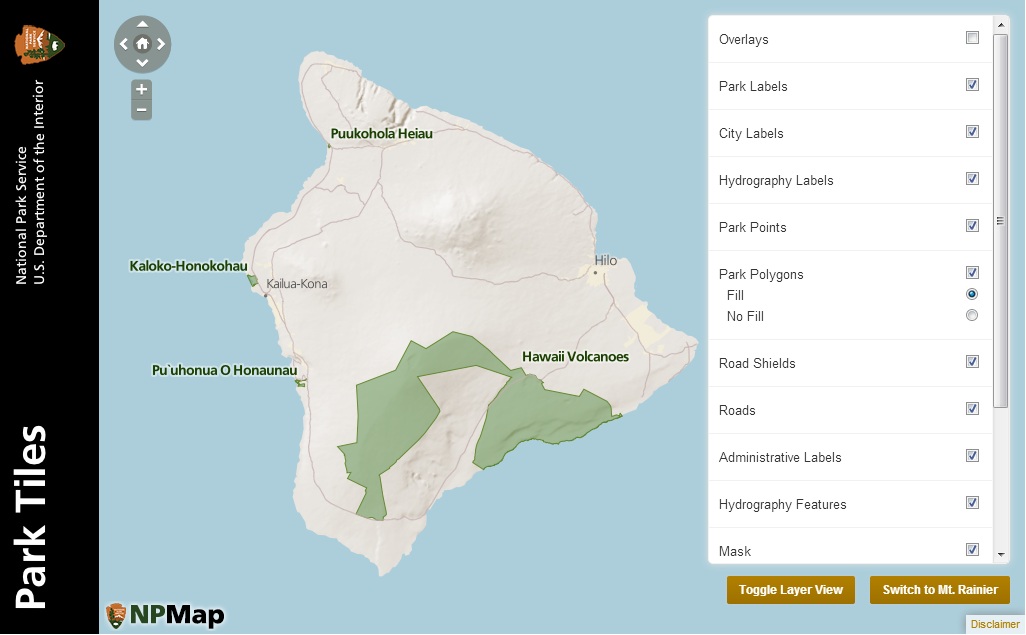 National Park Service
U.S. Department of the Interior
Park Tiles
+
−
Puukohola Heiau
Hilo
Kaloko-Honokohau
Kailua-Kona
Hawaii Volcanoes
Pu`uhonua O Honaunau
NPMap
Overlays
Park Labels
City Labels
Hydrography Labels
Park Points
Park Polygons
Fill
No Fill
Road Shields
Roads
Administrative Labels
Hydrography Features
Mask
Toggle Layer View
Switch to Mt. Rainier
Disclaimer